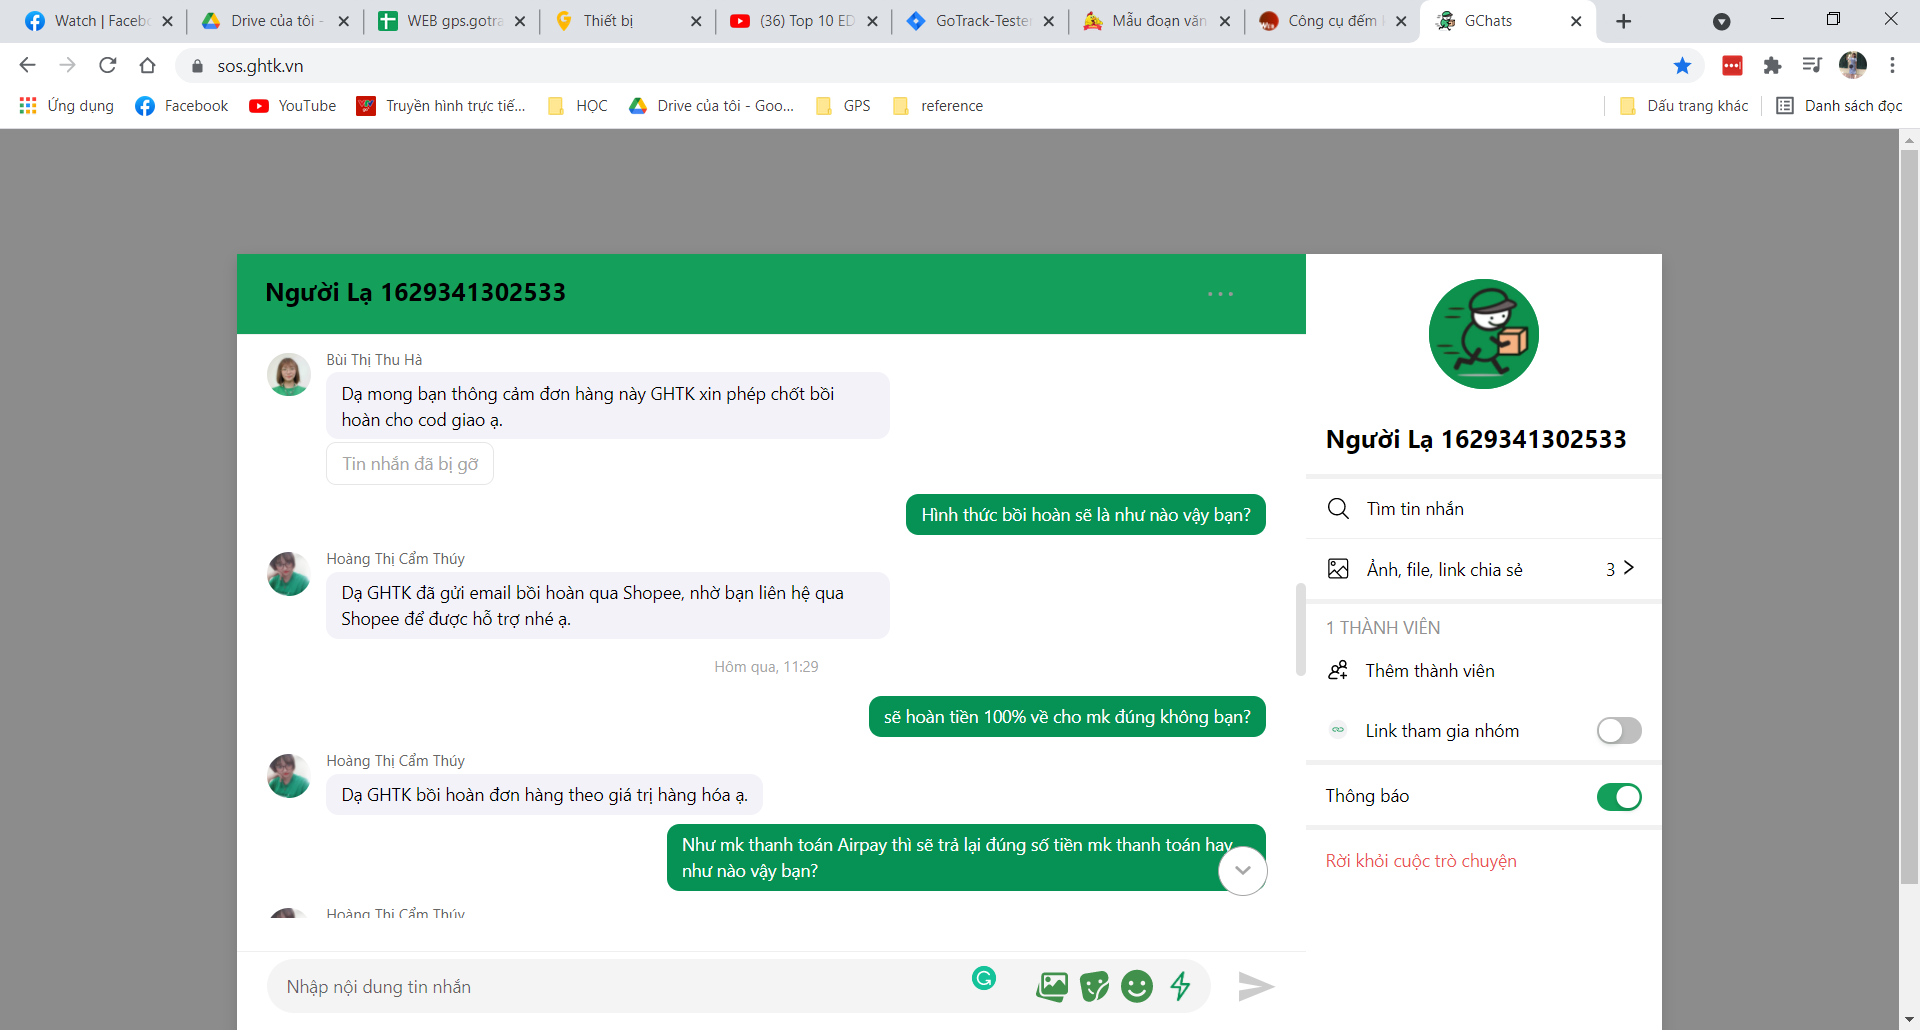 Watch | Facebo
Drive của tôi -
WEB gps.gotra
Thiết bị
(36) Top 10 ED
GoTrack-Tester
Mẫu đoạn văn
Công cụ đếm
GChats
sos.ghtk.vn
Ứng dụng
Facebook
YouTube
Truyền hình trực tiế...
HỌC
Drive của tôi - Goo...
GPS
reference
Dấu trang khác
Danh sách đọc
Người Lạ 1629341302533
Bùi Thị Thu Hà
Dạ mong bạn thông cảm đơn hàng này GHTK xin phép chốt bồi
hoàn cho cod giao ạ.
Tin nhắn đã bị gỡ
Hình thức bồi hoàn sẽ là như nào vậy bạn?
Hoàng Thị Cẩm Thúy
Dạ GHTK đã gửi email bồi hoàn qua Shopee, nhờ bạn liên hệ qua
Shopee để được hỗ trợ nhé ạ.
Hôm qua, 11:29
sẽ hoàn tiền 100% về cho mk đúng không bạn?
Hoàng Thị Cẩm Thúy
Dạ GHTK bồi hoàn đơn hàng theo giá trị hàng hóa ạ.
Như mk thanh toán Airpay thì sẽ trả lại đúng số tiền mk thanh toán hay
như nào vậy bạn?
Hoàng Thị Cẩm Thúy
Nhập nội dung tin nhắn
Người Lạ 1629341302533
Tìm tin nhắn
Ảnh, file, link chia sẻ 3
1 THÀNH VIÊN
Thêm thành viên
Link tham gia nhóm
Thông báo
Rời khỏi cuộc trò chuyện